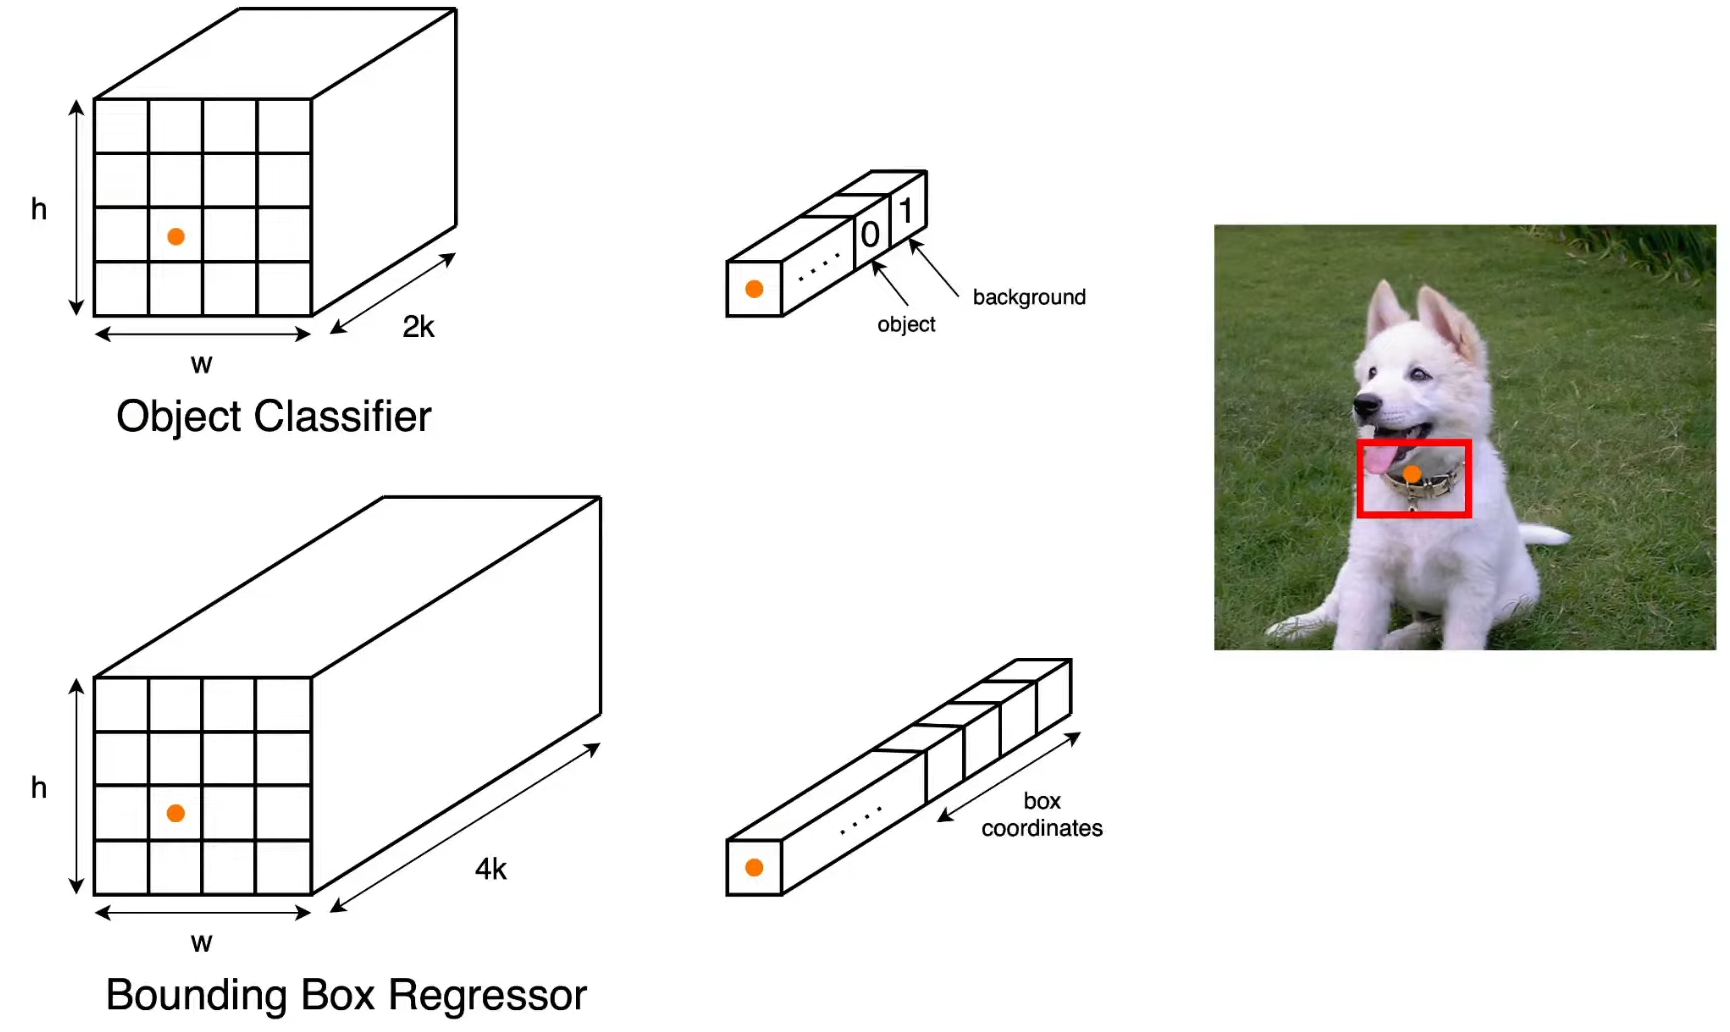 h
w
2k
Object Classifier
0
1
object
background
h
w
4k
Bounding Box Regressor
box
coordinates